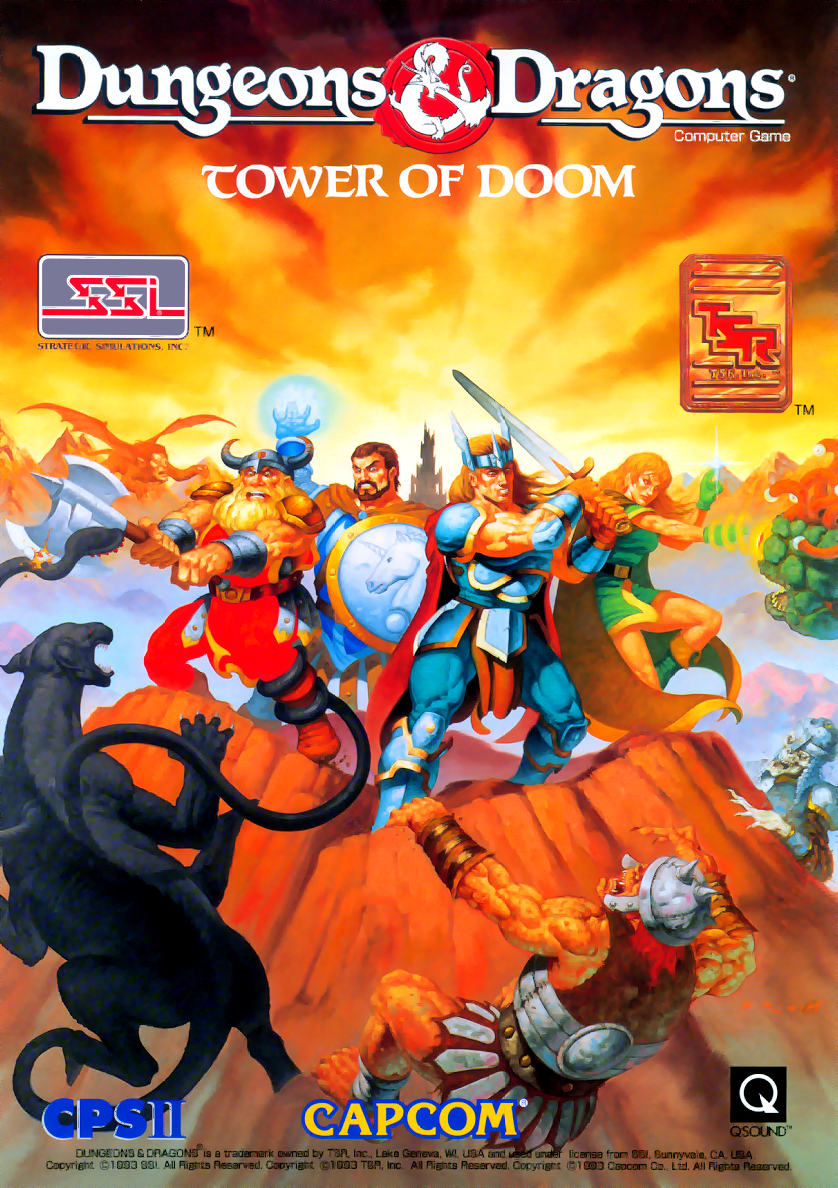 Dungeons & Dragons®
Computer Game
TOWER OF DOOM
SSI®
TM
STRATEGIC SIMULATIONS, INC.
TSR
TSR, Inc.
TM
CPSII
CAPCOM®
Q
QSOUND™
DUNGEONS & DRAGONS® is a trademark owned by TSR, Inc., Lake Geneva, WI, USA and used under license from SSI, Sunnyvale, CA, USA
Copyright ©1993 SSI. All Rights Reserved. Copyright ©1993 TSR, Inc. All Rights Reserved. Copyright ©1993 Capcom Co., Ltd. All Rights Reserved.